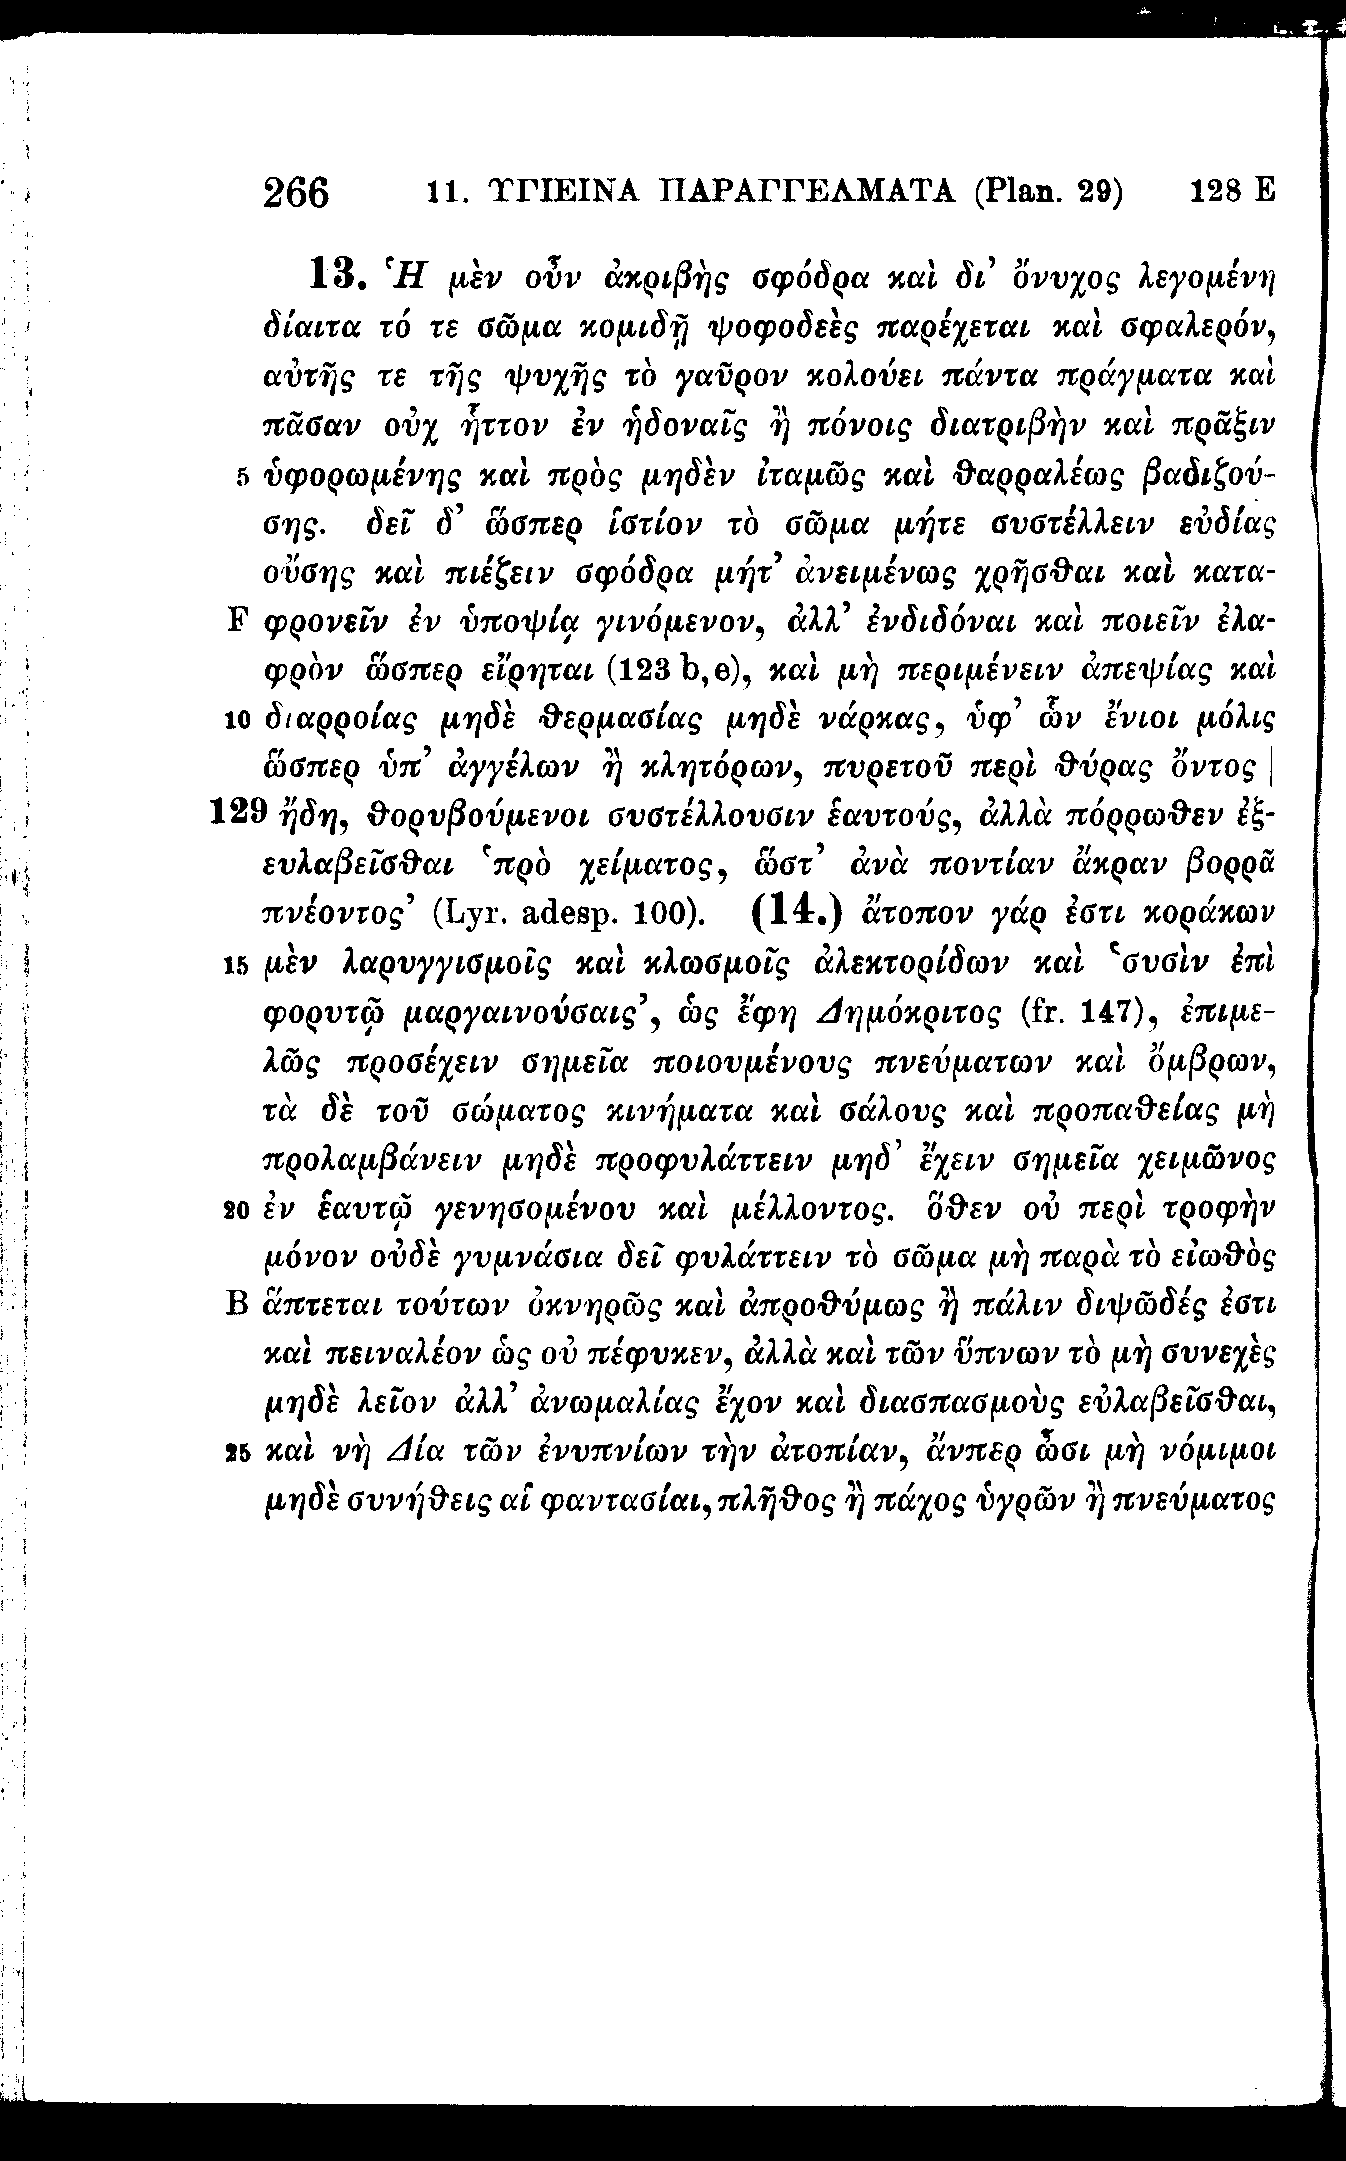 266 11. ΥΓΙΕΙΝΑ ΠΑΡΑΓΓΕΛΜΑΤΑ (Plan. 29) 128 E
13. Ἡ μὲν οὖν ἀκριβὴς σφόδρα καὶ δι’ ὄνυχος λεγομένη
δίαιτα τό τε σῶμα κομιδῇ ψοφοδεὲς παρέχεται καὶ σφαλερόν,
αὐτῆς τε τῆς ψυχῆς τὸ γαῦρον κολούει πάντα πράγματα καὶ
πᾶσαν οὐχ ἧττον ἐν ἡδοναῖς ἢ πόνοις διατριβὴν καὶ πρᾶξιν
5 ὑφορωμένης καὶ πρὸς μηδὲν ἰταμῶς καὶ θαρραλέως βαδιζού-
σης. δεῖ δ’ ὥσπερ ἱστίον τὸ σῶμα μήτε συστέλλειν εὐδίας
οὔσης καὶ πιέζειν σφόδρα μήτ’ ἀνειμένως χρῆσθαι καὶ κατα-
F φρονεῖν ἐν ὑποψίᾳ γινόμενον, ἀλλ’ ἐνδιδόναι καὶ ποιεῖν ἐλα-
φρὸν ὥσπερ εἴρηται (123 b, e), καὶ μὴ περιμένειν ἀπεψίας καὶ
10 διαρροίας μηδὲ θερμασίας μηδὲ νάρκας, ὑφ’ ὧν ἔνιοι μόλις
ὥσπερ ὑπ’ ἀγγέλων ἢ κλητόρων, πυρετοῦ περὶ θύρας ὄντος |
129 ἤδη, θορυβούμενοι συστέλλουσιν ἑαυτούς, ἀλλὰ πόρρωθεν ἐξ-
ευλαβεῖσθαι ‘πρὸ χείματος, ὥστ’ ἀνὰ ποντίαν ἄκραν βορρᾶ
πνέοντος’ (Lyr. adesp. 100). (14.) ἄτοπον γάρ ἐστι κοράκων
15 μὲν λαρυγγισμοῖς καὶ κλωσμοῖς ἀλεκτορίδων καὶ ‘συσὶν ἐπὶ
φορυτῷ μαργαινούσαις’, ὡς ἔφη Δημόκριτος (fr. 147), ἐπιμε-
λῶς προσέχειν σημεῖα ποιουμένους πνευμάτων καὶ ὄμβρων,
τὰ δὲ τοῦ σώματος κινήματα καὶ σάλους καὶ προπαθείας μὴ
προλαμβάνειν μηδὲ προφυλάττειν μηδ’ ἔχειν σημεῖα χειμῶνος
20 ἐν ἑαυτῷ γενησομένου καὶ μέλλοντος. ὅθεν οὐ περὶ τροφὴν
μόνον οὐδὲ γυμνάσια δεῖ φυλάττειν τὸ σῶμα μὴ παρὰ τὸ εἰωθὸς
B ἅπτεται τούτων ὀκνηρῶς καὶ ἀπροθύμως ἢ πάλιν διψῶδές ἐστι
καὶ πειναλέον ὡς οὐ πέφυκεν, ἀλλὰ καὶ τῶν ὕπνων τὸ μὴ συνεχὲς
μηδὲ λεῖον ἀλλ’ ἀνωμαλίας ἔχον καὶ διασπασμοὺς εὐλαβεῖσθαι,
25 καὶ νὴ Δία τῶν ἐνυπνίων τὴν ἀτοπίαν, ἄνπερ ὦσι μὴ νόμιμοι
μηδὲ συνήθεις αἱ φαντασίαι, πλῆθος ἢ πάχος ὑγρῶν ἢ πνεύματος